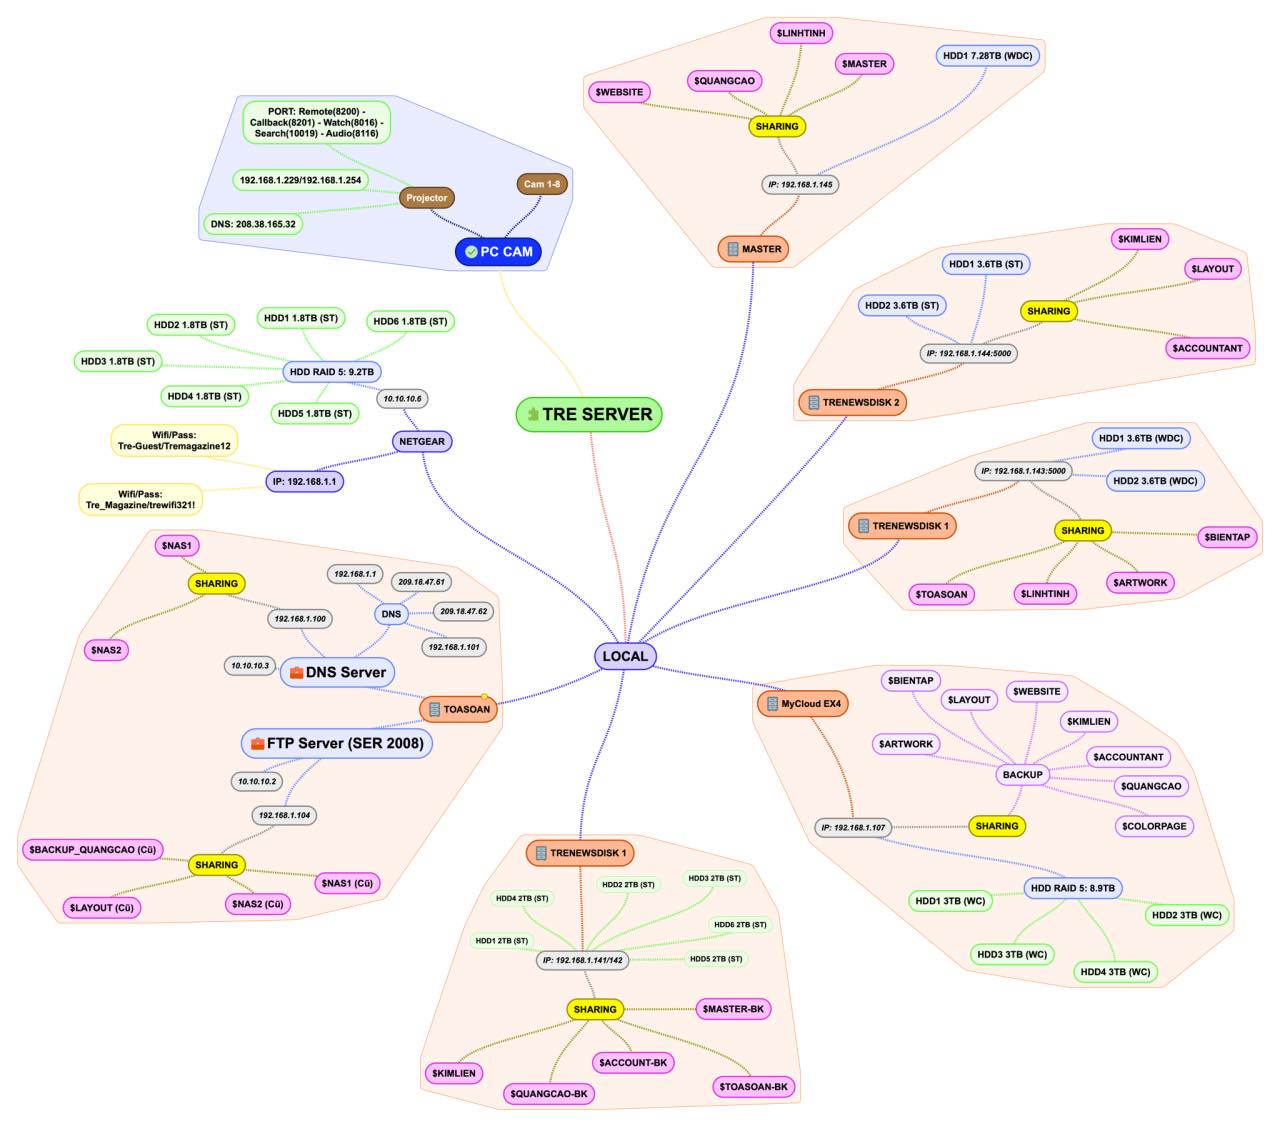 $LINHTINH
HDD1 7.28TB (WDC)
$MASTER
$QUANGCAO
$WEBSITE
SHARING
IP: 192.168.1.145
MASTER
PORT: Remote(8200) -
Callback(8201) - Watch(8016) -
Search(10019) - Audio(8116)
192.168.1.229/192.168.1.254
Cam 1-8
Projector
DNS: 208.38.165.32
PC CAM
$KIMLIEN
HDD1 3.6TB (ST)
$LAYOUT
HDD2 3.6TB (ST)
SHARING
$ACCOUNTANT
IP: 192.168.1.144:5000
TRENEWSDISK 2
HDD1 1.8TB (ST)
HDD2 1.8TB (ST)
HDD6 1.8TB (ST)
HDD3 1.8TB (ST)
HDD RAID 5: 9.2TB
HDD4 1.8TB (ST)
10.10.10.6
HDD5 1.8TB (ST)
TRE SERVER
NETGEAR
Wifi/Pass:
Tre-Guest/Tremagazine12
IP: 192.168.1.1
Wifi/Pass:
Tre_Magazine/trewifi321!
HDD1 3.6TB (WDC)
IP: 192.168.1.143:5000
HDD2 3.6TB (WDC)
TRENEWSDISK 1
SHARING
$BIENTAP
$TOASOAN
$LINHTINH
$ARTWORK
$NAS1
SHARING
192.168.1.1
209.18.47.61
DNS
209.18.47.62
192.168.1.100
192.168.1.101
$NAS2
10.10.10.3
DNS Server
LOCAL
TOASOAN
FTP Server (SER 2008)
10.10.10.2
192.168.1.104
$BACKUP_QUANGCAO (Cũ)
SHARING
$NAS1 (Cũ)
$LAYOUT (Cũ)
$NAS2 (Cũ)
MyCloud EX4
$BIENTAP
$LAYOUT
$WEBSITE
$KIMLIEN
$ARTWORK
$ACCOUNTANT
BACKUP
$QUANGCAO
IP: 192.168.1.107
SHARING
$COLORPAGE
HDD RAID 5: 8.9TB
HDD1 3TB (WC)
HDD2 3TB (WC)
HDD3 3TB (WC)
HDD4 3TB (WC)
TRENEWSDISK 1
HDD3 2TB (ST)
HDD2 2TB (ST)
HDD4 2TB (ST)
HDD6 2TB (ST)
HDD1 2TB (ST)
IP: 192.168.1.141/142
HDD5 2TB (ST)
SHARING
$MASTER-BK
$ACCOUNT-BK
$KIMLIEN
$QUANGCAO-BK
$TOASOAN-BK